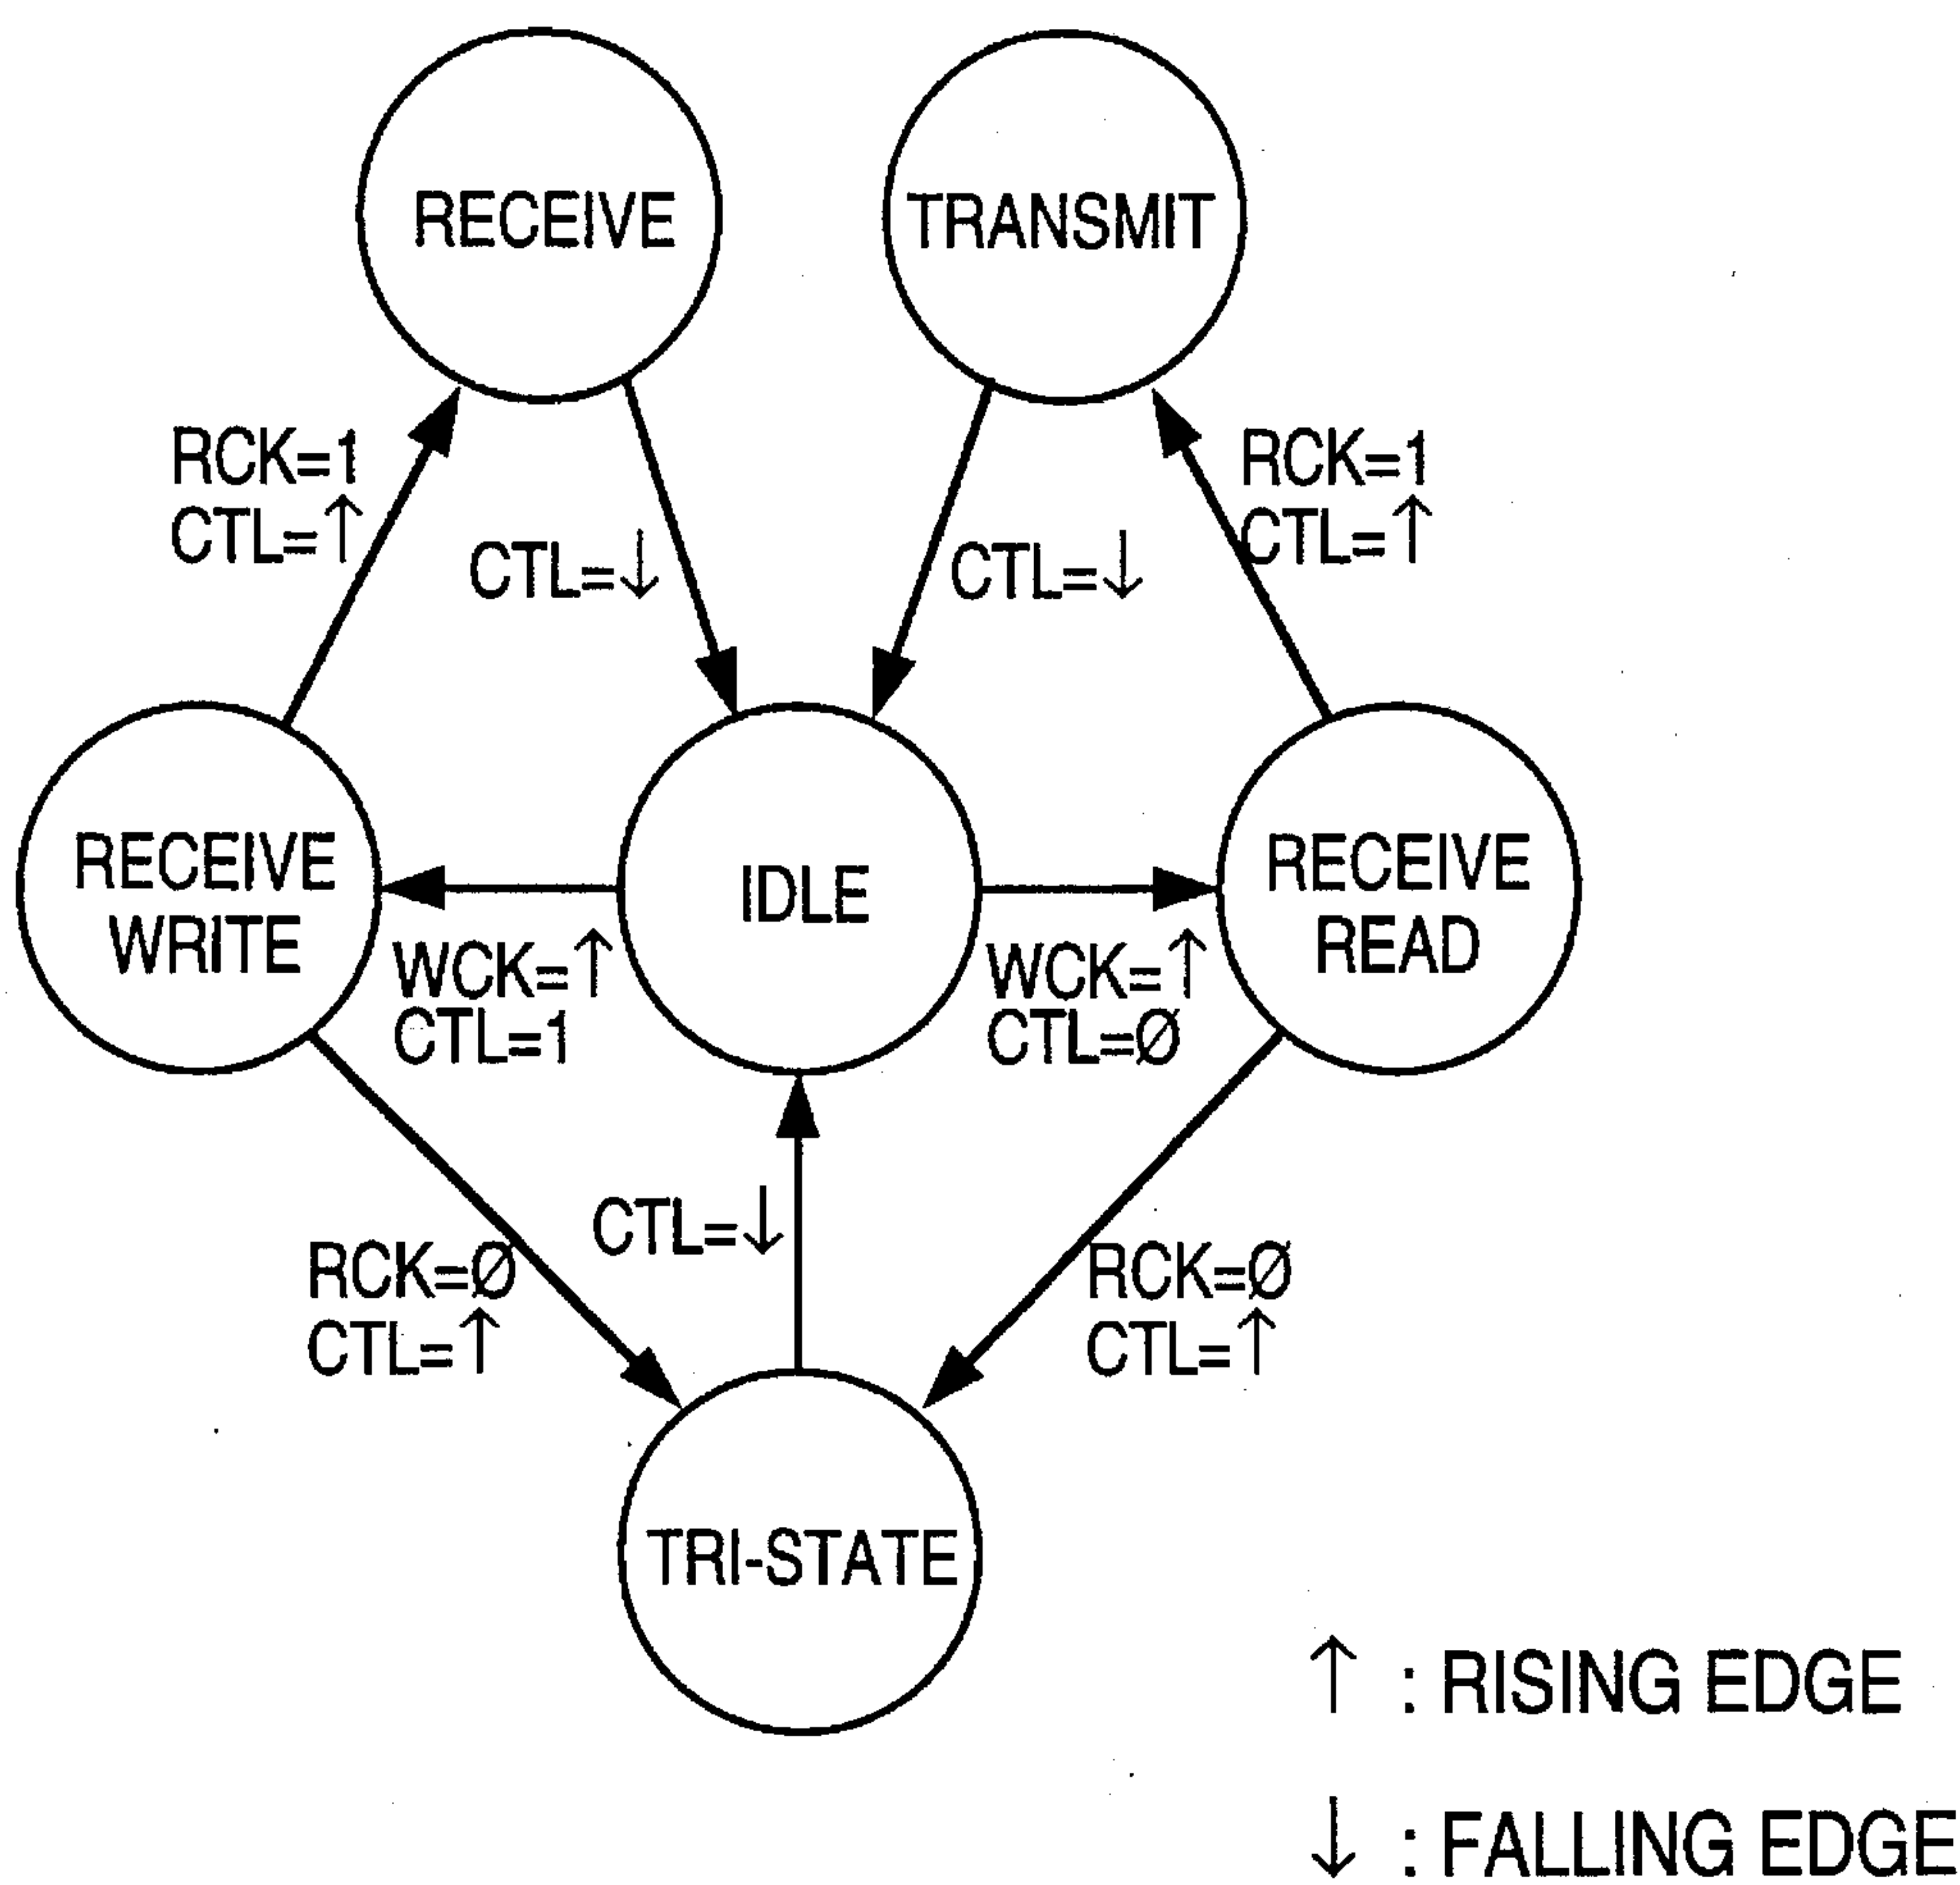 RECEIVE
TRANSMIT
RCK=1
CTL=↑
CTL=↓
CTL=↓
RCK=1
CTL=↑
RECEIVE
WRITE
IDLE
RECEIVE
READ
WCK=↑
CTL=1
WCK=↑
CTL=Ø
CTL=↓
RCK=Ø
CTL=↑
RCK=Ø
CTL=↑
TRI-STATE
↑ : RISING EDGE
↓ : FALLING EDGE